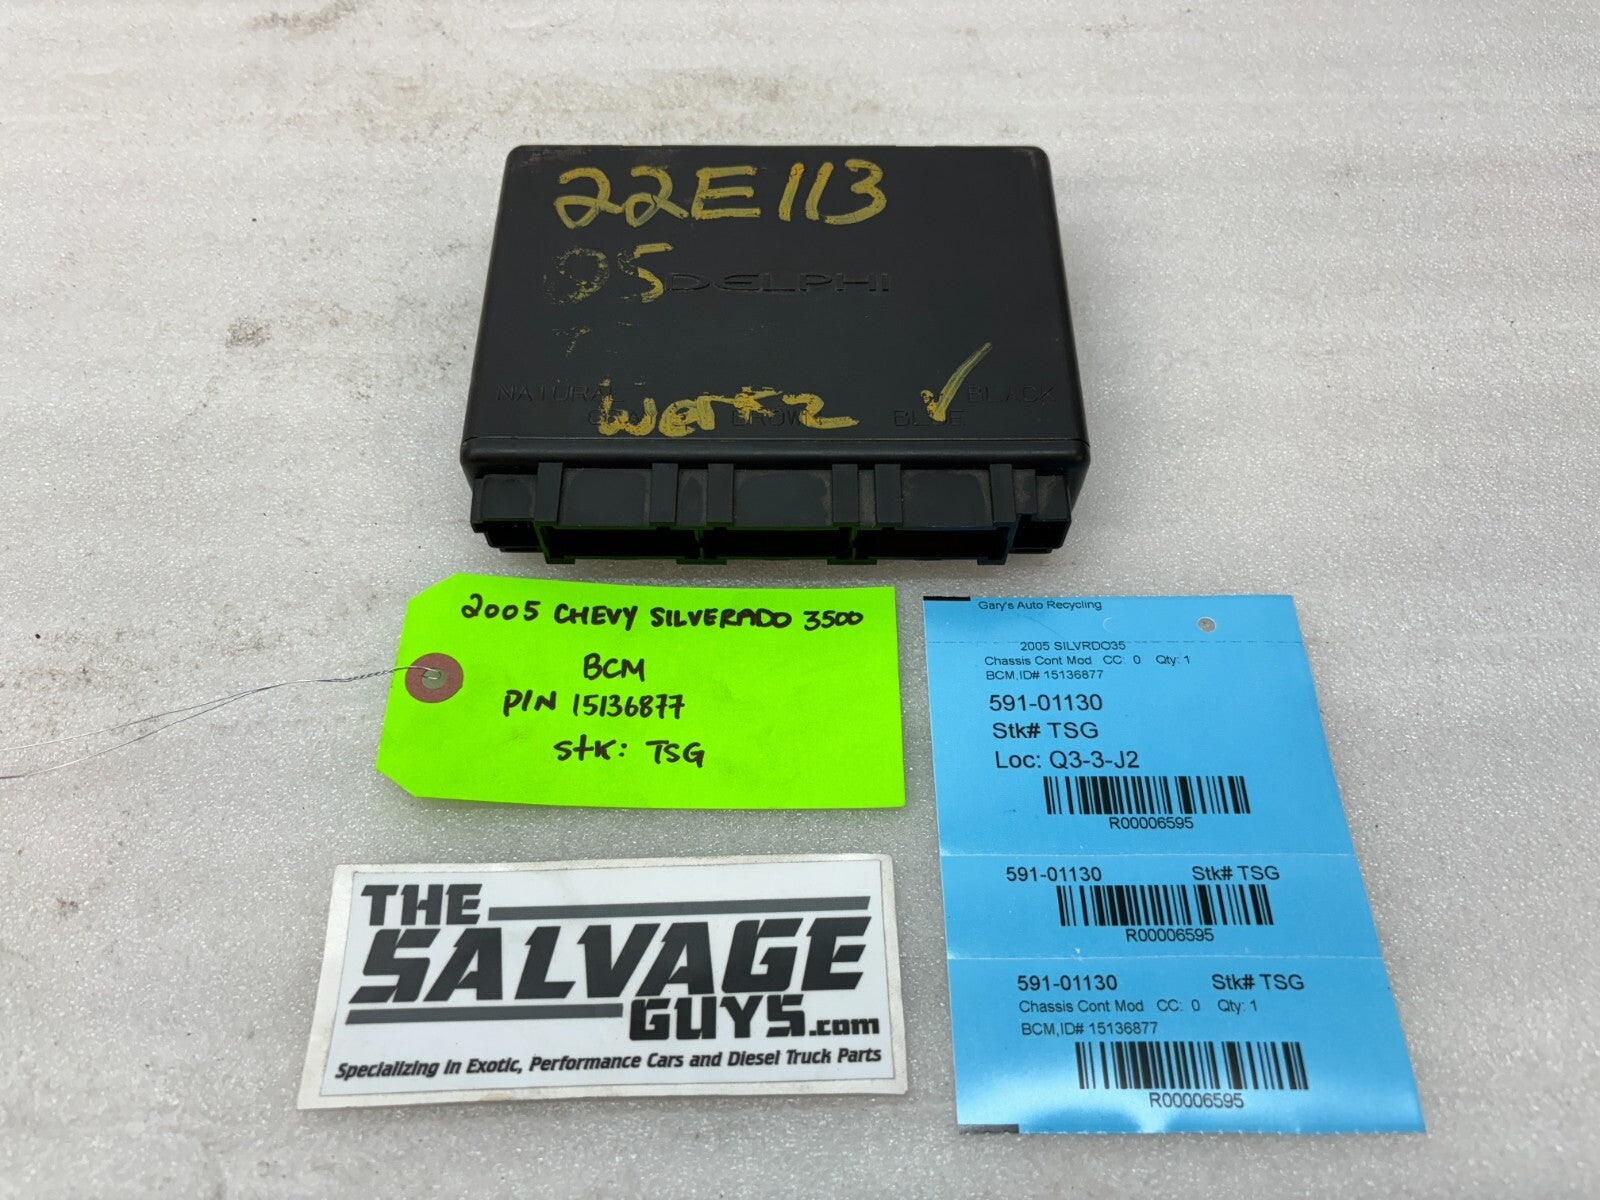 22E113
05
DELPHI
NATURAL BLACK
GRAY BROWN BLUE
Wertz
2005 CHEVY SILVERADO 3500
BCM
P/N 15136877
Stk: TSG
Gary's Auto Recycling
2005 SILVRDO35
Chassis Cont Mod CC: 0 Qty: 1
BCM,ID# 15136877
591-01130
Stk# TSG
Loc: Q3-3-J2
R00006595
591-01130 Stk# TSG
R00006595
591-01130 Stk# TSG
Chassis Cont Mod CC: 0 Qty: 1
BCM,ID# 15136877
R00006595
THE
SALVAGE
GUYS.com
Specializing in Exotic, Performance Cars and Diesel Truck Parts